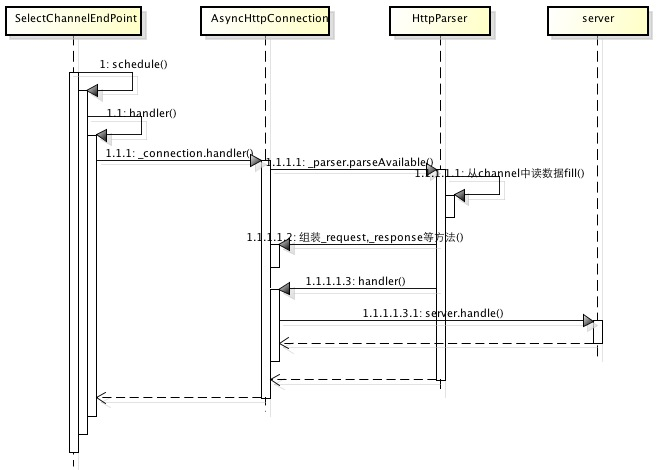 SelectChannelEndPoint
AsyncHttpConnection
HttpParser
server
1: schedule()
1.1: handler()
1.1.1: _connection.handler()
1.1.1.1: _parser.parseAvailable()
1.1.1.1.1: 从channel中读数据fill()
1.1.1.1.2: 组装_request,_response等方法()
1.1.1.1.3: handler()
1.1.1.1.3.1: server.handle()